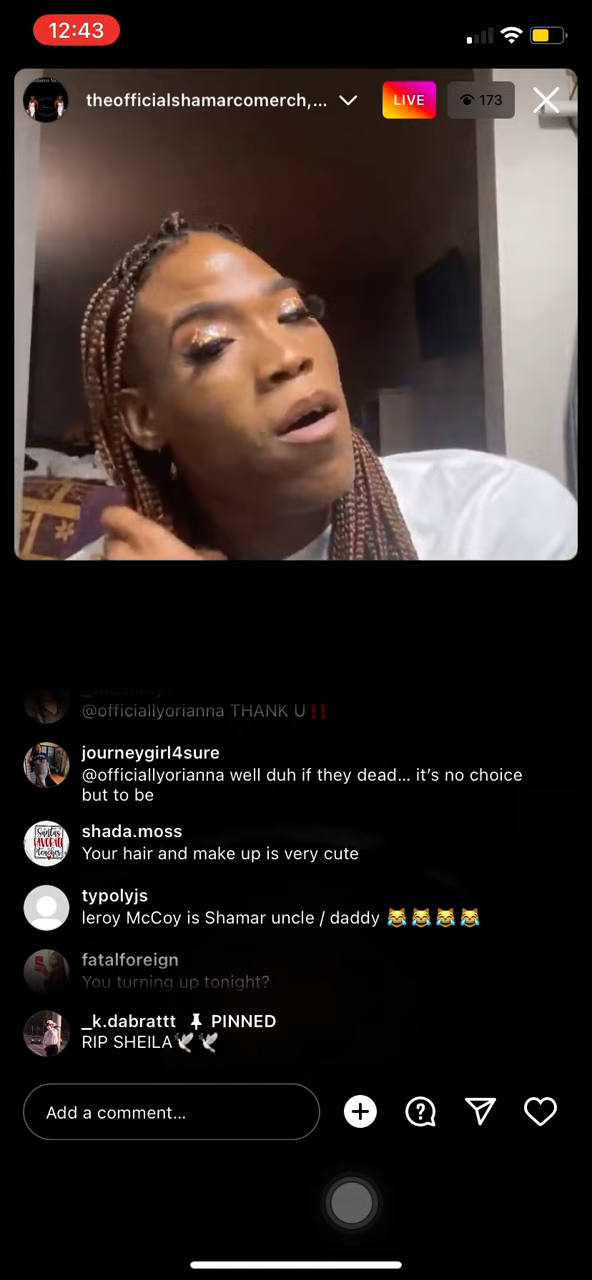 12:43
theofficialshamarcomerch,...
LIVE
173
@officiallyorianna THANK U‼️
journeygirl4sure
@officiallyorianna well duh if they dead... it's no choice
but to be
shada.moss
Your hair and make up is very cute
typolyjs
leroy McCoy is Shamar uncle / daddy 😹😹😹😹
fatalforeign
You turning up tonight?
_k.dabrattt PINNED
RIP SHEILA🕊️🕊️
Add a comment...